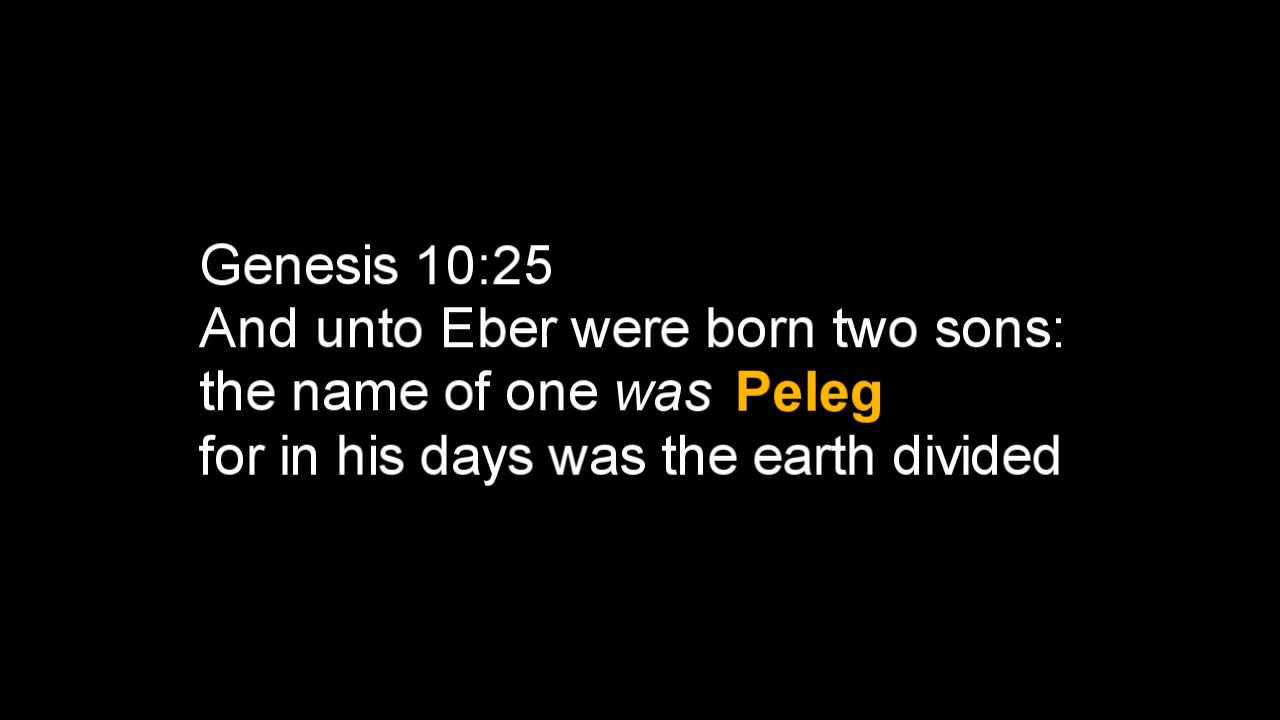 Genesis 10:25
And unto Eber were born two sons:
the name of one was Peleg
for in his days was the earth divided